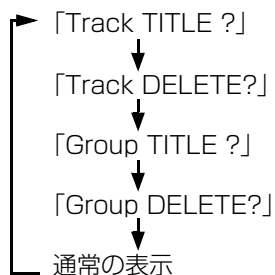 「Track TITLE ?」
「Track DELETE?」
「Group TITLE ?」
「Group DELETE?」
通常の表示